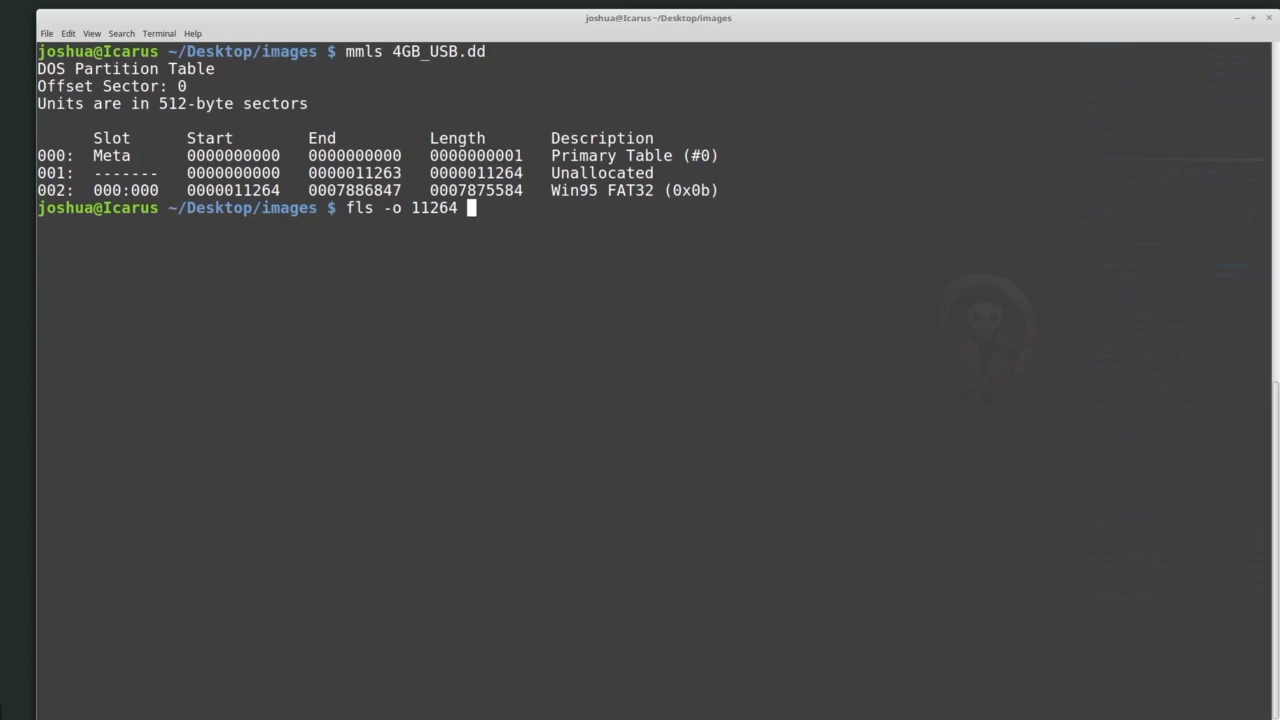 joshua@Icarus ~/Desktop/images
File Edit View Search Terminal Help
joshua@Icarus ~/Desktop/images $ mmls 4GB_USB.dd
DOS Partition Table
Offset Sector: 0
Units are in 512-byte sectors
Slot Start End Length Description
000: Meta 0000000000 0000000000 0000000001 Primary Table (#0)
001: ------- 0000000000 0000011263 0000011264 Unallocated
002: 000:000 0000011264 0007886847 0007875584 Win95 FAT32 (0x0b)
joshua@Icarus ~/Desktop/images $ fls -o 11264